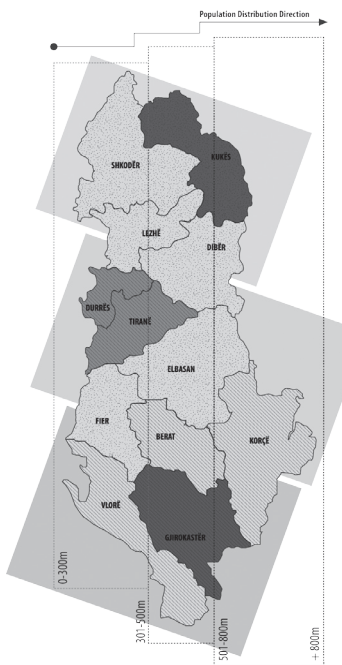 Population Distribution Direction
KUKËS
SHKODËR
LEZHË
DIBËR
DURRËS
TIRANË
ELBASAN
FIER
BERAT
KORÇË
VLORË
GJIROKASTËR
0-300m
301-500m
501-800m
+ 800m